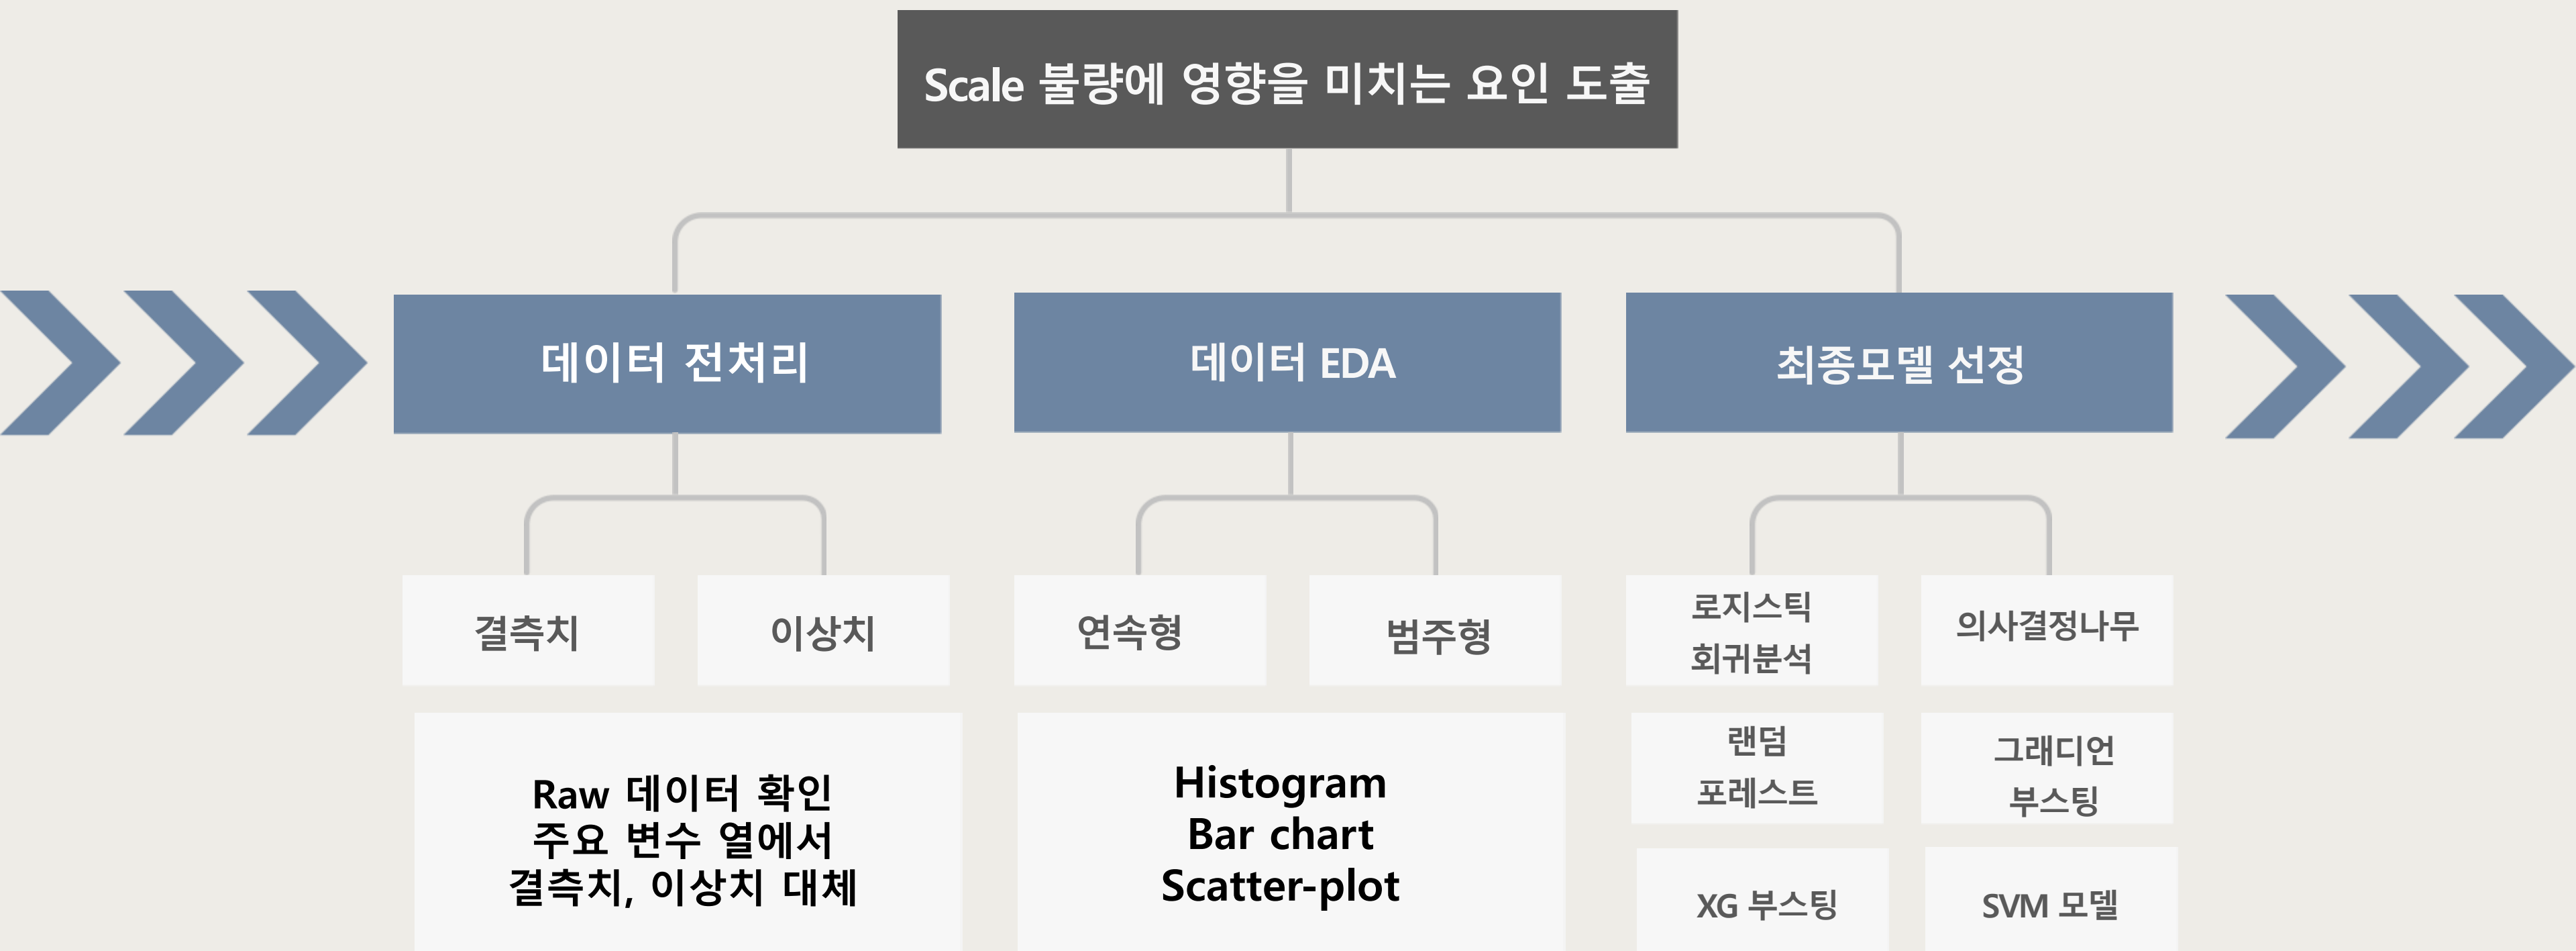 Scale 불량에 영향을 미치는 요인 도출
데이터 전처리
데이터 EDA
최종모델 선정
결측치
이상치
연속형
범주형
로지스틱
회귀분석
의사결정나무
Raw 데이터 확인
주요 변수 열에서
결측치, 이상치 대체
Histogram
Bar chart
Scatter-plot
랜덤
포레스트
그래디언
부스팅
XG 부스팅
SVM 모델